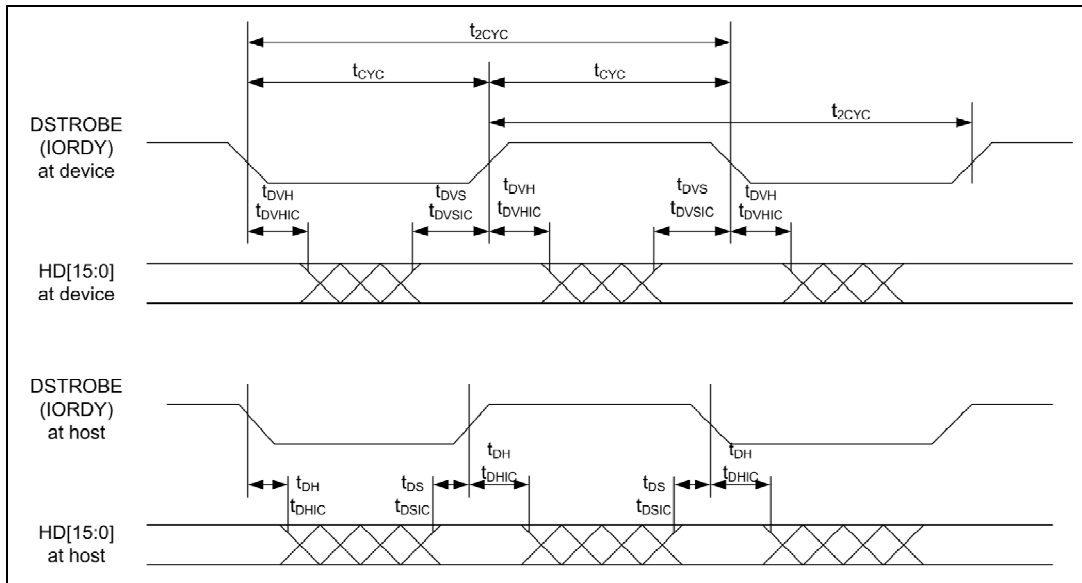 t2CYC
tCYC tCYC
t2CYC
DSTROBE
(IORDY)
at device
tDVH tDVS tDVH tDVS tDVH
tDVHIC tDVSIC tDVHIC tDVSIC tDVHIC
HD[15:0]
at device
DSTROBE
(IORDY)
at host
tDH tDH
tDHIC tDHIC
tDH tDS tDS
tDHIC tDSIC tDSIC
HD[15:0]
at host